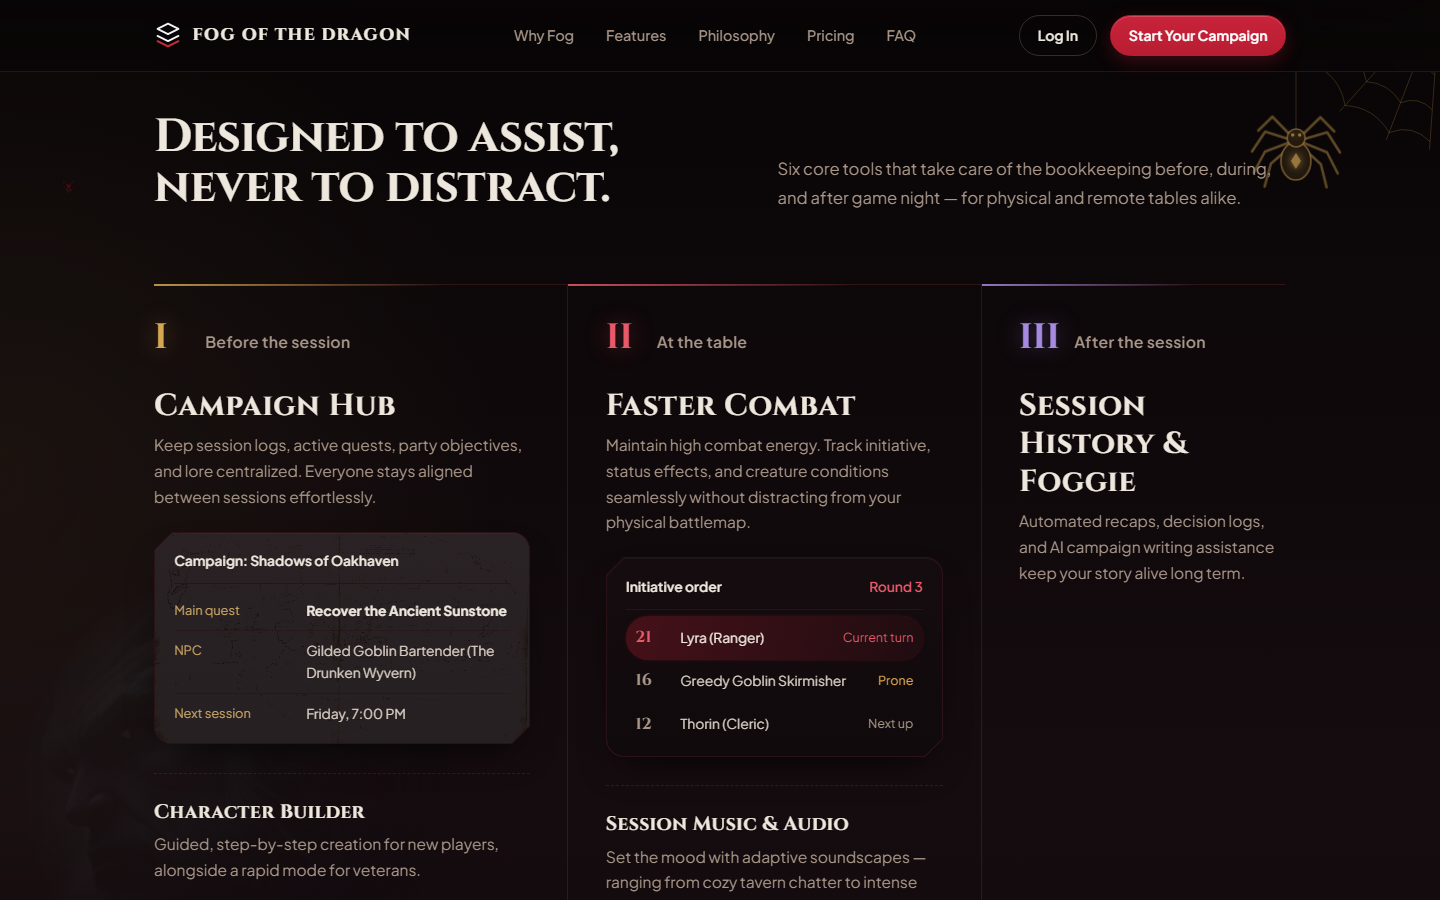 FOG OF THE DRAGON
Why Fog
Features
Philosophy
Pricing
FAQ
Log In
Start Your Campaign
Designed to assist,
never to distract.
Six core tools that take care of the bookkeeping before, during,
and after game night — for physical and remote tables alike.
I
Before the session
Campaign Hub
Keep session logs, active quests, party objectives,
and lore centralized. Everyone stays aligned
between sessions effortlessly.
Campaign: Shadows of Oakhaven
Main quest
Recover the Ancient Sunstone
NPC
Gilded Goblin Bartender (The
Drunken Wyvern)
Next session
Friday, 7:00 PM
Character Builder
Guided, step-by-step creation for new players,
alongside a rapid mode for veterans.
II
At the table
Faster Combat
Maintain high combat energy. Track initiative,
status effects, and creature conditions
seamlessly without distracting from your
physical battlemap.
Initiative order
Round 3
21
Lyra (Ranger)
Current turn
16
Greedy Goblin Skirmisher
Prone
12
Thorin (Cleric)
Next up
Session Music & Audio
Set the mood with adaptive soundscapes —
ranging from cozy tavern chatter to intense
III
After the session
Session
History &
Foggie
Automated recaps, decision logs,
and AI campaign writing assistance
keep your story alive long term.